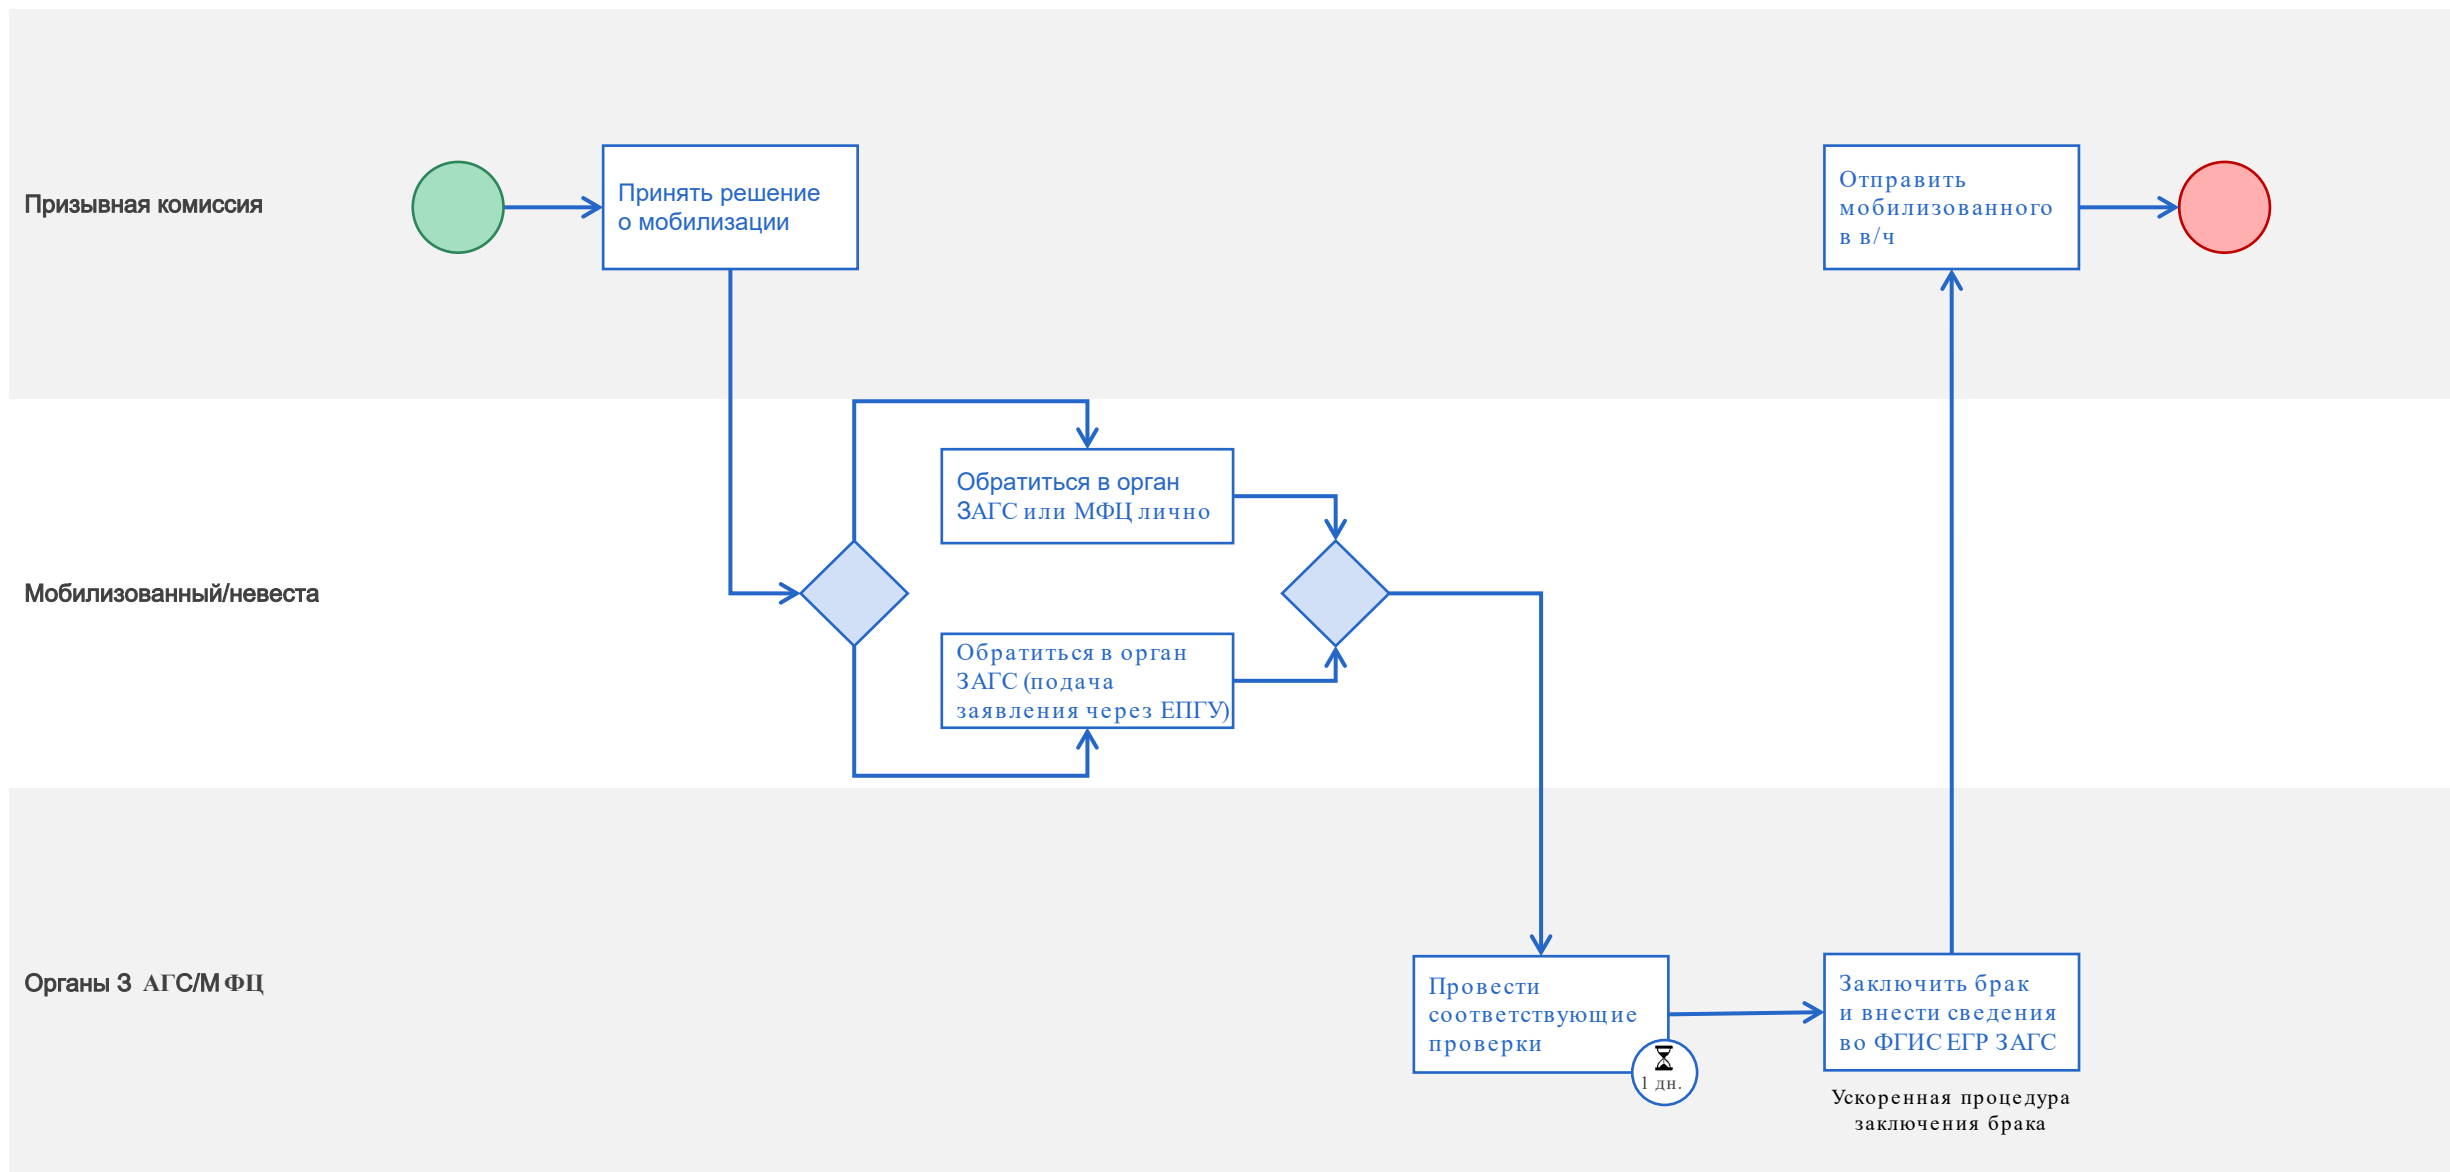 Призывная комиссия
Принять решение
о мобилизации
Отправить
мобилизованного
в в/ч
Мобилизованный/невеста
Обратиться в орган
ЗАГС или МФЦ лично
Обратиться в орган
ЗАГС (подача
заявления через ЕПГУ)
Органы ЗАГС/МФЦ
Провести
соответствующие
проверки
1 дн.
Заключить брак
и внести сведения
во ФГИС ЕГР ЗАГС
Ускоренная процедура
заключения брака